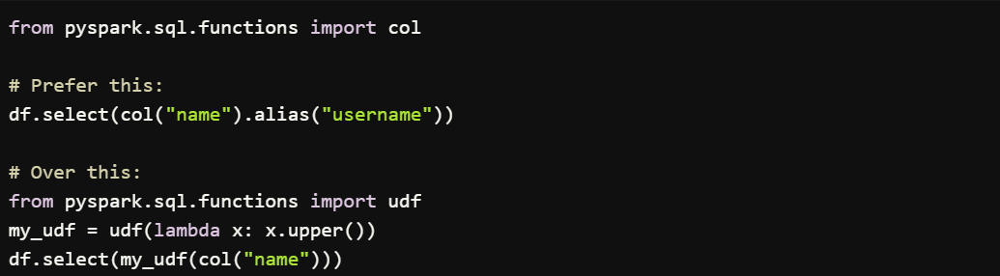 from pyspark.sql.functions import col
# Prefer this:
df.select(col("name").alias("username"))
# Over this:
from pyspark.sql.functions import udf
my_udf = udf(lambda x: x.upper())
df.select(my_udf(col("name")))